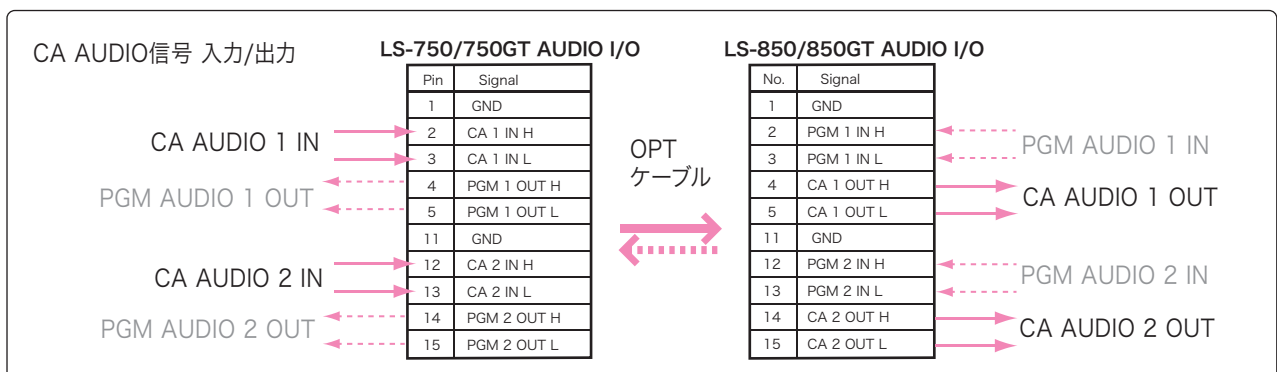 CA AUDIO信号 入力/出力
LS-750/750GT AUDIO I/O
Pin Signal
1 GND
2 CA 1 IN H
3 CA 1 IN L
4 PGM 1 OUT H
5 PGM 1 OUT L
11 GND
12 CA 2 IN H
13 CA 2 IN L
14 PGM 2 OUT H
15 PGM 2 OUT L
CA AUDIO 1 IN
PGM AUDIO 1 OUT
CA AUDIO 2 IN
PGM AUDIO 2 OUT
OPT
ケーブル
LS-850/850GT AUDIO I/O
No. Signal
1 GND
2 PGM 1 IN H
3 PGM 1 IN L
4 CA 1 OUT H
5 CA 1 OUT L
11 GND
12 PGM 2 IN H
13 PGM 2 IN L
14 CA 2 OUT H
15 CA 2 OUT L
PGM AUDIO 1 IN
CA AUDIO 1 OUT
PGM AUDIO 2 IN
CA AUDIO 2 OUT